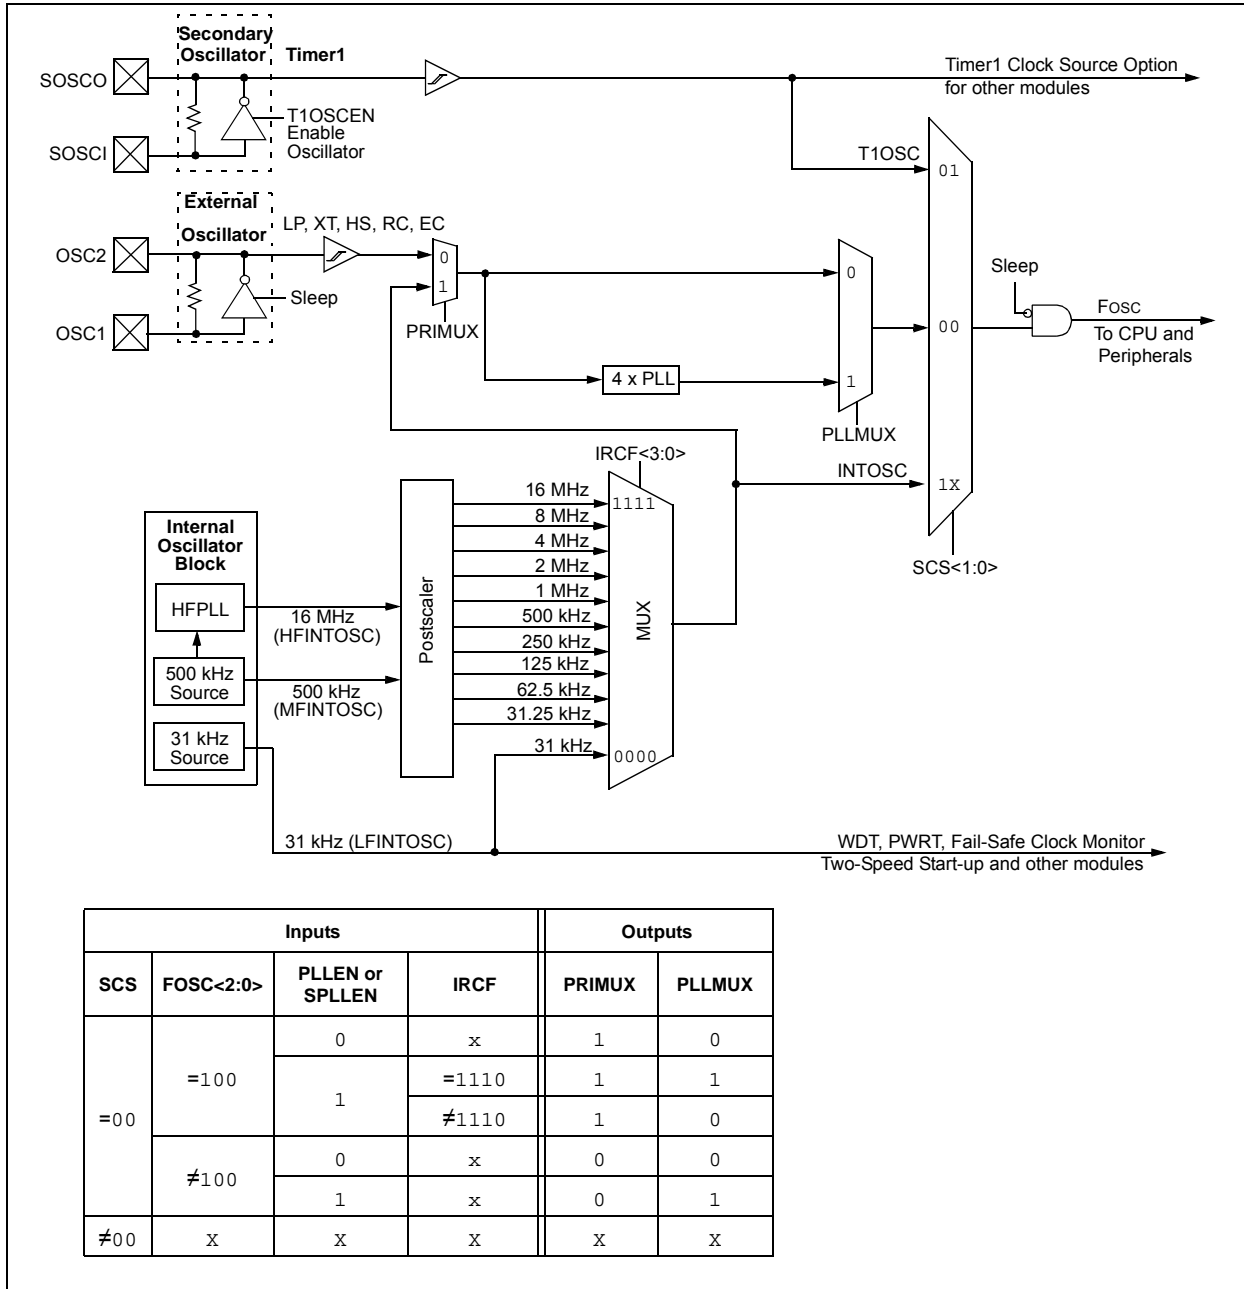 Secondary
Oscillator
Timer1
SOSCO
SOSCI
T1OSCEN
Enable
Oscillator
Timer1 Clock Source Option
for other modules
T1OSC
01
External
Oscillator
LP, XT, HS, RC, EC
OSC2
OSC1
Sleep
0
1
PRIMUX
4 x PLL
0
1
PLLMUX
00
Sleep
FOSC
To CPU and
Peripherals
INTOSC
1X
SCS<1:0>
IRCF<3:0>
Internal
Oscillator
Block
HFPLL
500 kHz
Source
31 kHz
Source
16 MHz
(HFINTOSC)
500 kHz
(MFINTOSC)
Postscaler
16 MHz
8 MHz
4 MHz
2 MHz
1 MHz
500 kHz
250 kHz
125 kHz
62.5 kHz
31.25 kHz
31 kHz
1111
MUX
0000
31 kHz (LFINTOSC)
WDT, PWRT, Fail-Safe Clock Monitor
Two-Speed Start-up and other modules
Inputs Outputs
SCS FOSC<2:0> PLLEN or SPLLEN IRCF PRIMUX PLLMUX
=00 =100 0 x 1 0
1 =1110 1 1
≠1110 1 0
≠100 0 x 0 0
1 x 0 1
≠00 X X X X X